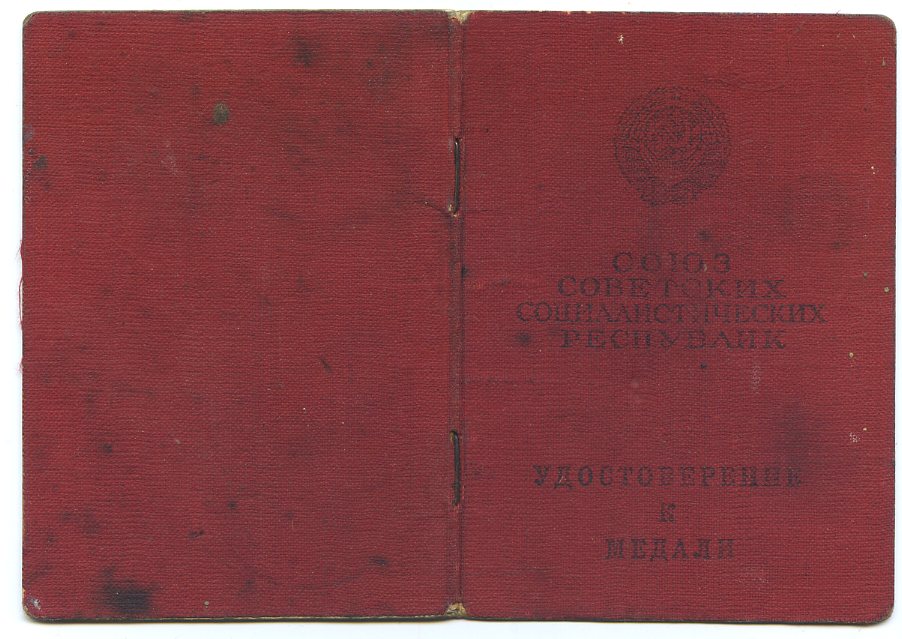 СОЮЗ
СОВЕТСКИХ
СОЦИАЛИСТИЧЕСКИХ
РЕСПУБЛИК
УДОСТОВЕРЕНИЕ
К
МЕДАЛИ